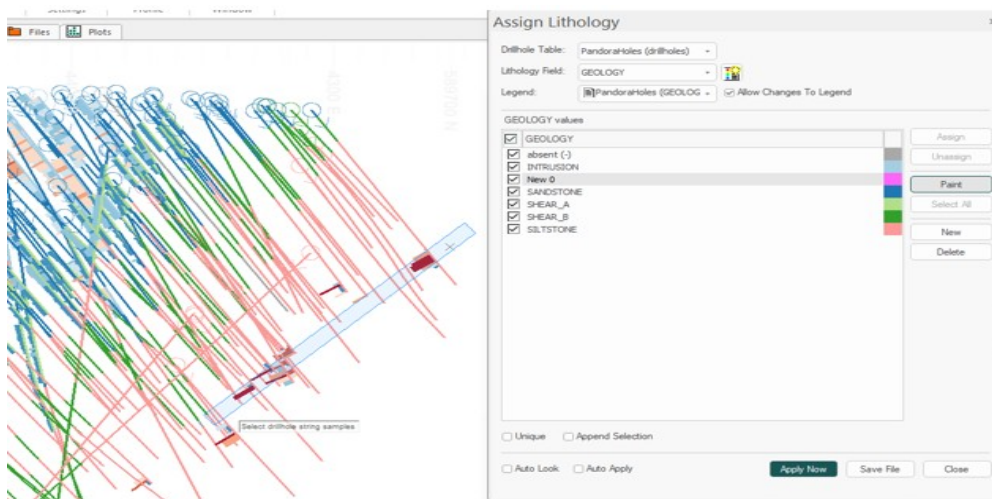 Settings Profile Window
Files Plots
Select drillhole string samples
Assign Lithology
Drillhole Table: PandoraHoles (drillholes)
Lithology Field: GEOLOGY
Legend: PandoraHoles (GEOLOG Allow Changes To Legend
GEOLOGY values
GEOLOGY
absent (-)
INTRUSION
New 0
SANDSTONE
SHEAR_A
SHEAR_B
SILTSTONE
Assign
Unassign
Paint
Select All
New
Delete
Unique Append Selection
Auto Look Auto Apply Apply Now Save File Close